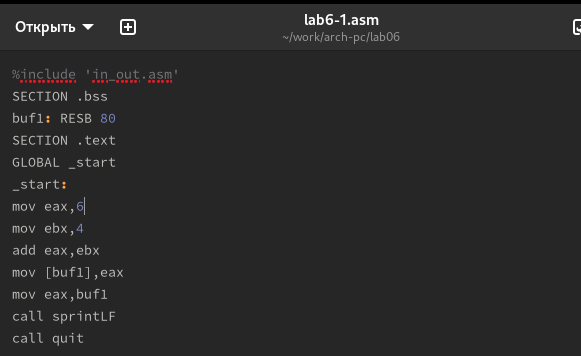 Открыть
lab6-1.asm
~/work/arch-pc/lab06
%include 'in_out.asm'
SECTION .bss
buf1: RESB 80
SECTION .text
GLOBAL _start
_start:
mov eax,6
mov ebx,4
add eax,ebx
mov [buf1],eax
mov eax,buf1
call sprintLF
call quit